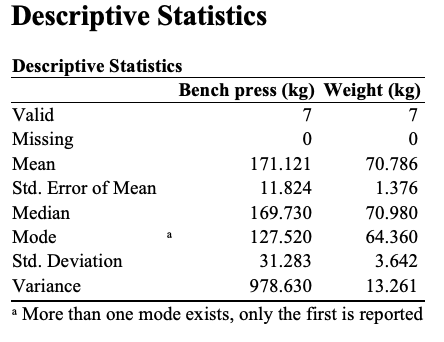 Descriptive Statistics
Descriptive Statistics
Bench press (kg) Weight (kg)
Valid 7 7
Missing 0 0
Mean 171.121 70.786
Std. Error of Mean 11.824 1.376
Median 169.730 70.980
Mode ᵃ 127.520 64.360
Std. Deviation 31.283 3.642
Variance 978.630 13.261
ᵃ More than one mode exists, only the first is reported